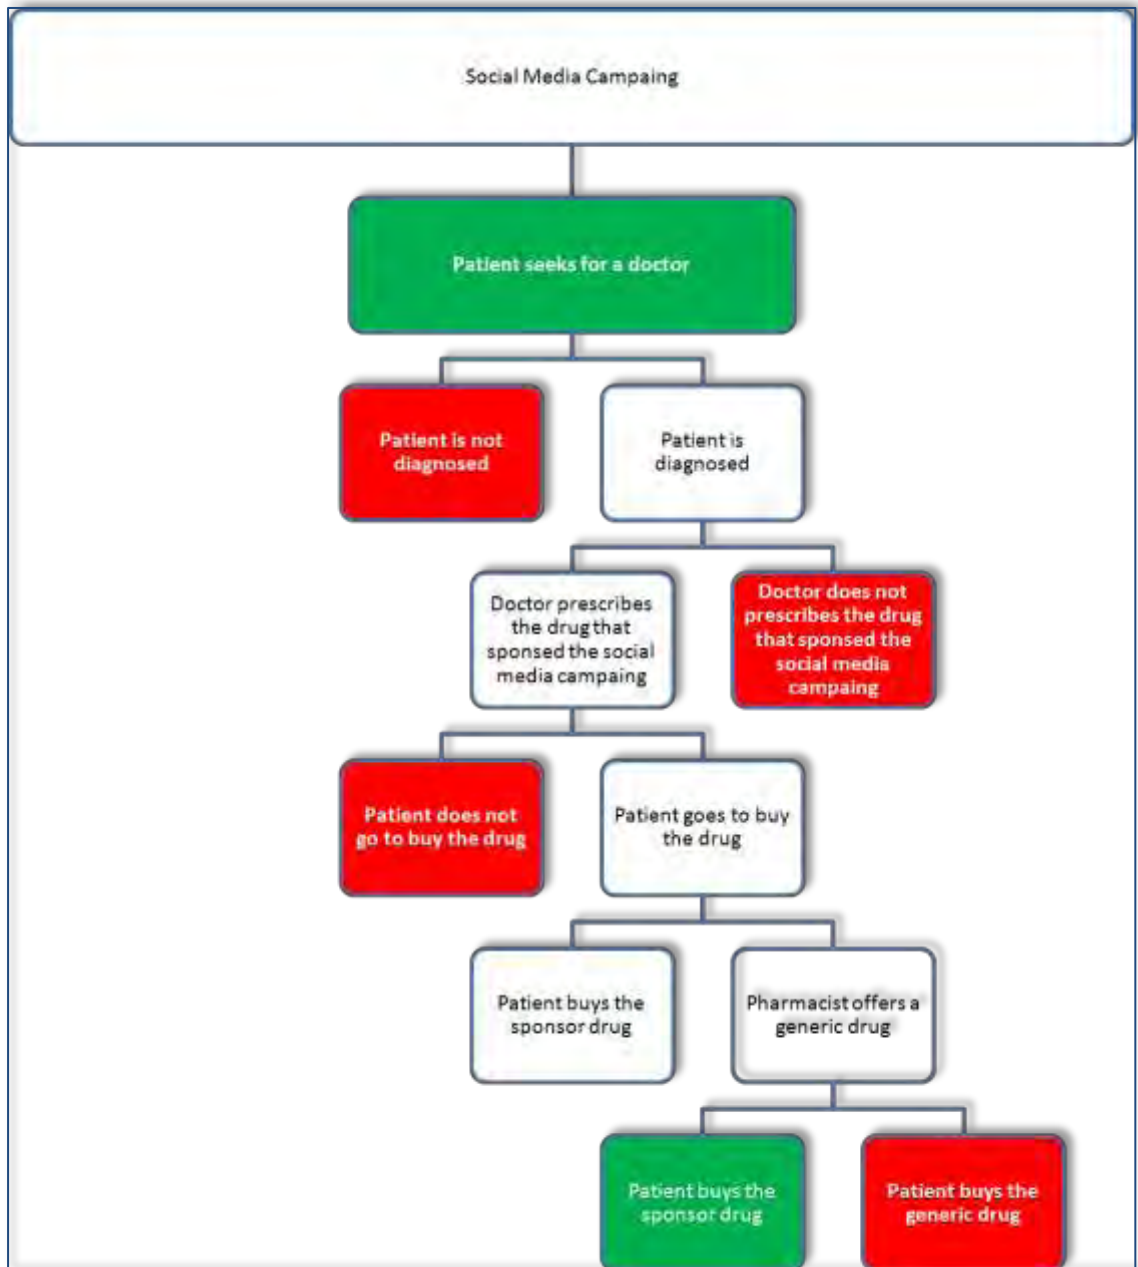 Social Media Campaing
Patient seeks for a doctor
Patient is not
diagnosed
Patient is
diagnosed
Doctor prescribes
the drug that
sponsed the social
media campaing
Doctor does not
prescribes the drug
that sponsed the
social media
campaing
Patient does not
go to buy the drug
Patient goes to buy
the drug
Patient buys the
sponsor drug
Pharmacist offers a
generic drug
Patient buys the
sponsor drug
Patient buys the
generic drug